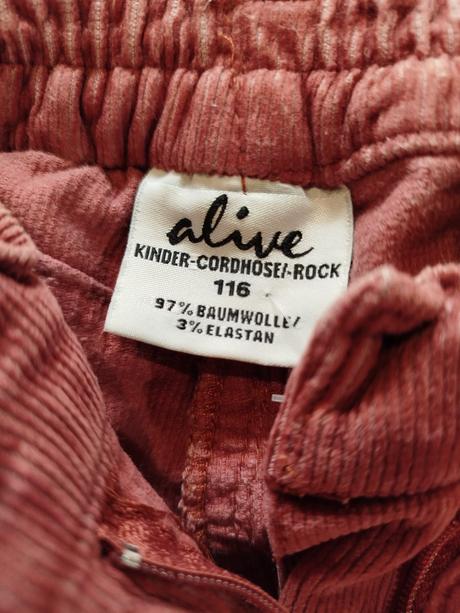 alive
KINDER-CORDHOSE/-ROCK
116
97% BAUMWOLLE/
3% ELASTAN